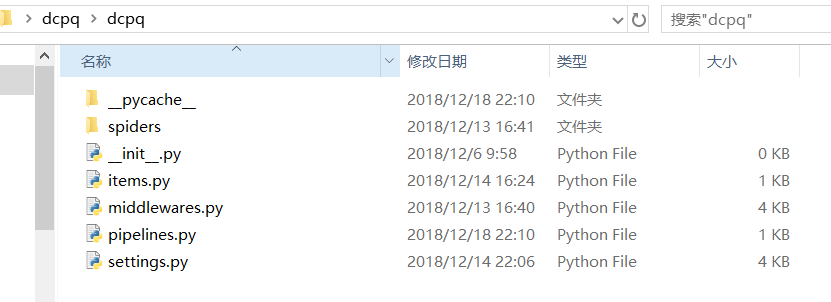 dcpq > dcpq 搜索"dcpq"
名称 修改日期 类型 大小
__pycache__ 2018/12/18 22:10 文件夹
spiders 2018/12/13 16:41 文件夹
__init__.py 2018/12/6 9:58 Python File 0 KB
items.py 2018/12/14 16:24 Python File 1 KB
middlewares.py 2018/12/13 16:40 Python File 4 KB
pipelines.py 2018/12/18 22:10 Python File 1 KB
settings.py 2018/12/14 22:06 Python File 4 KB